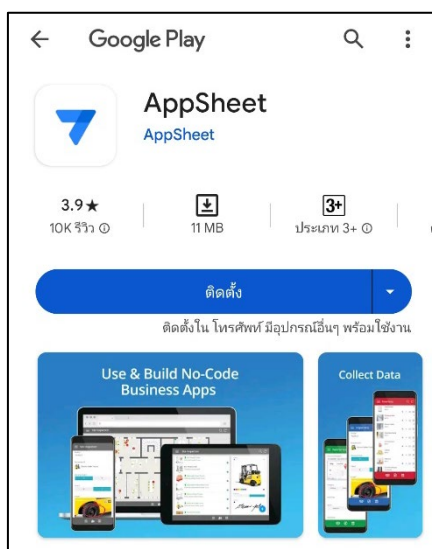 Google Play
AppSheet
AppSheet
3.9★
10K รีวิว
11 MB
3+
ประเภท 3+
ติดตั้ง
ติดตั้งใน โทรศัพท์ มีอุปกรณ์อื่นๆ พร้อมใช้งาน
Use & Build No-Code
Business Apps
Collect Data